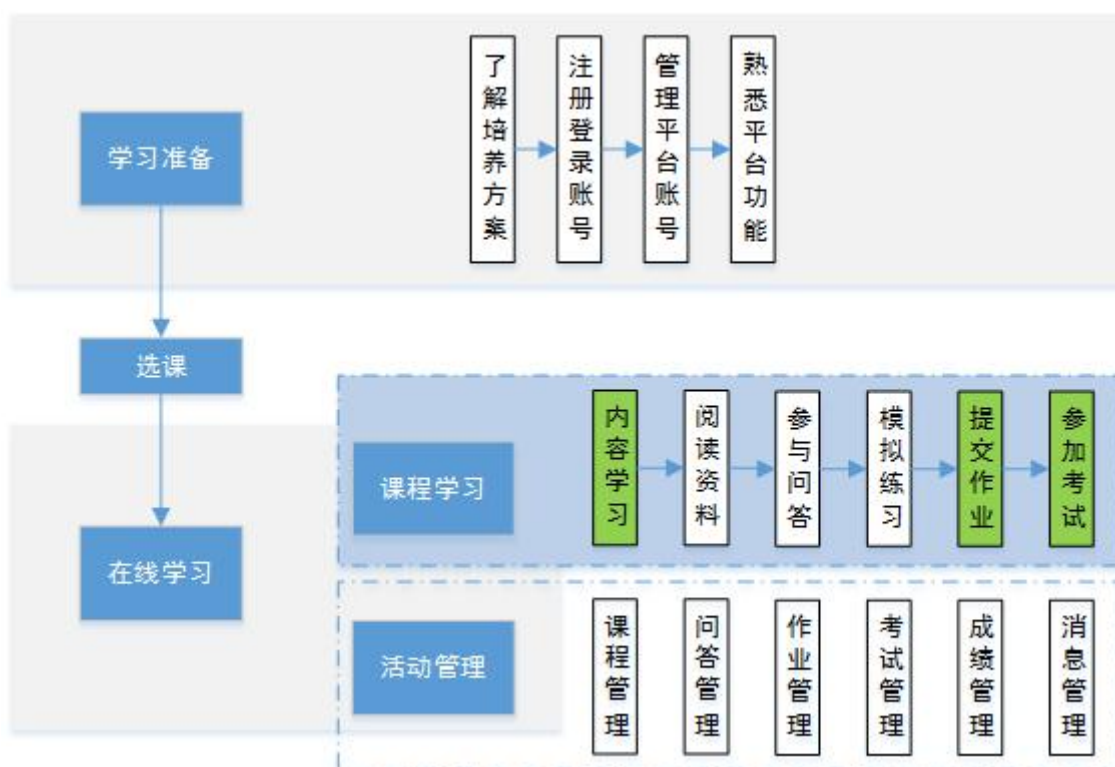 学习准备
了解培养方案
注册登录账号
管理平台账号
熟悉平台功能
选课
在线学习
课程学习
内容学习
阅读资料
参与问答
模拟练习
提交作业
参加考试
活动管理
课程管理
问答管理
作业管理
考试管理
成绩管理
消息管理